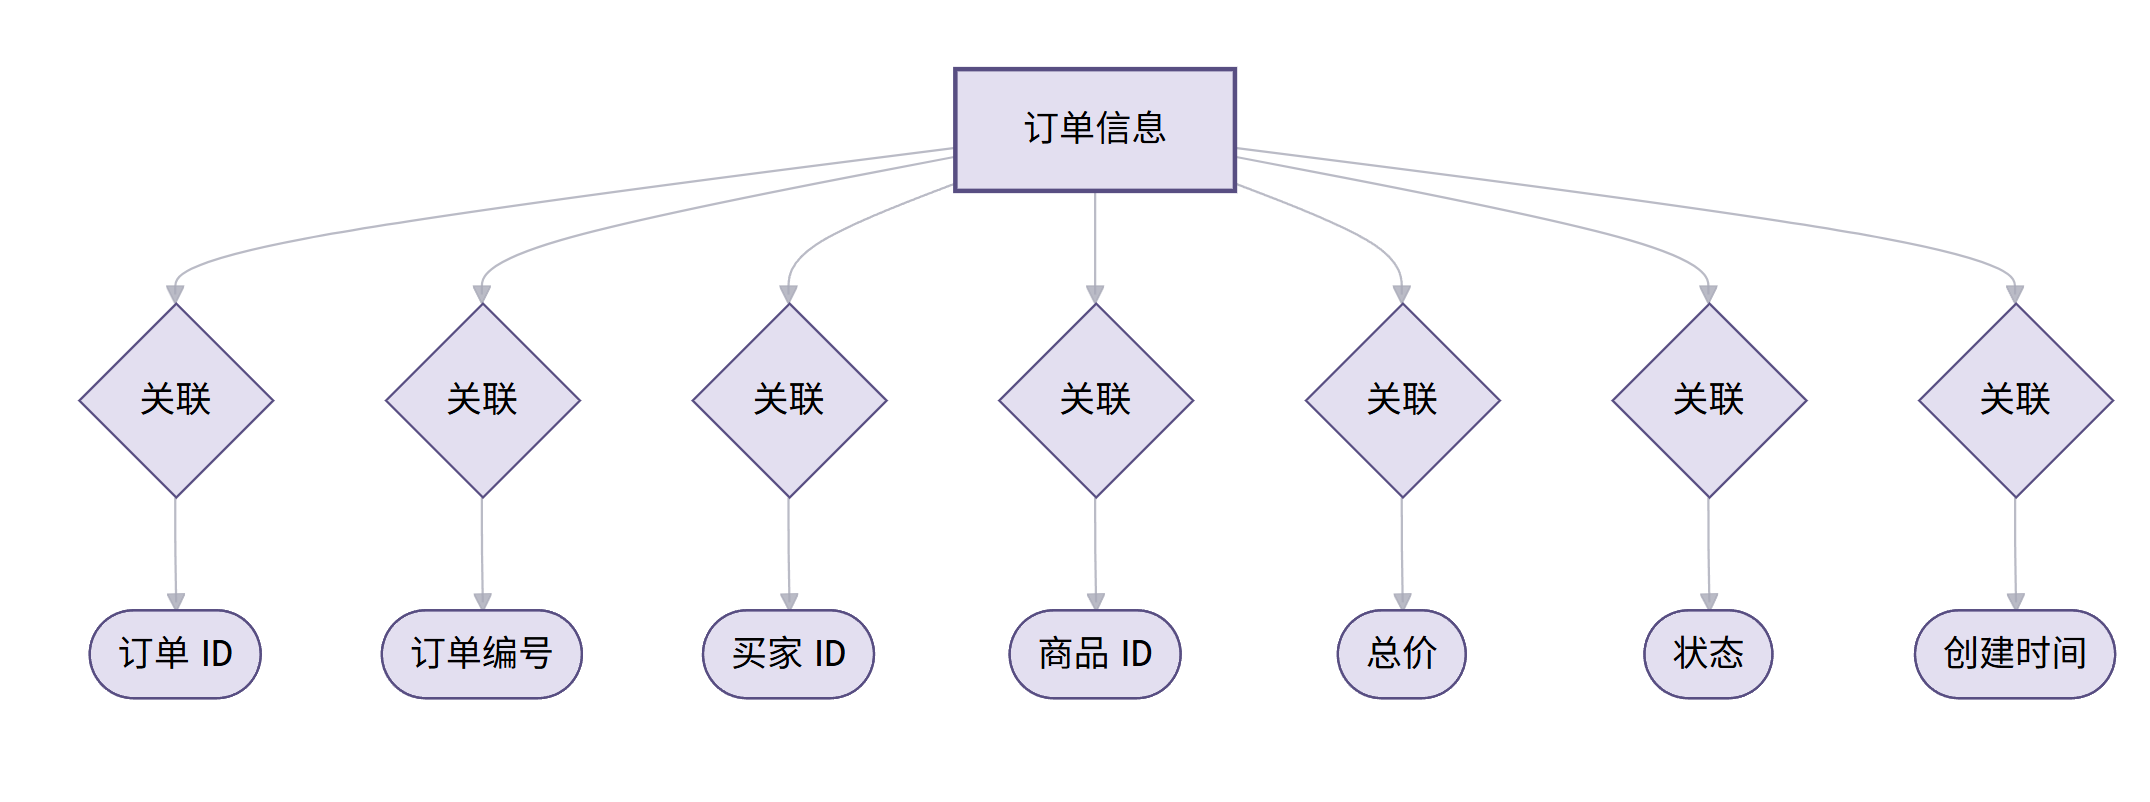 订单信息
关联
关联
关联
关联
关联
关联
关联
订单 ID
订单编号
买家 ID
商品 ID
总价
状态
创建时间